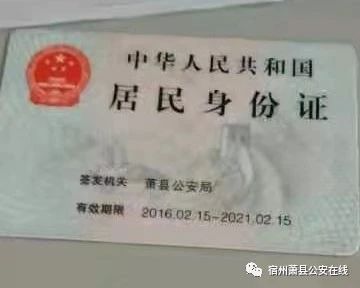 中华人民共和国
居民身份证
签发机关 萧县公安局
有效期限 2016.02.15-2021.02.15
宿州萧县公安在线